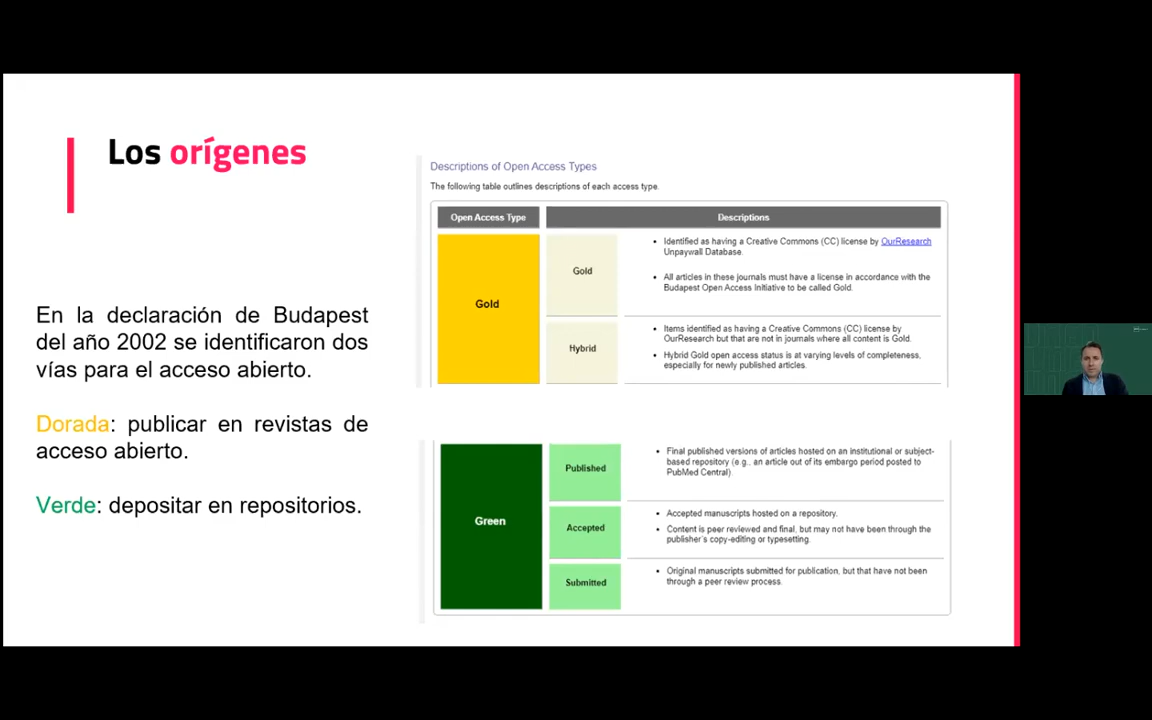 Los orígenes
En la declaración de Budapest
del año 2002 se identificaron dos
vías para el acceso abierto.
Dorada: publicar en revistas de
acceso abierto.
Verde: depositar en repositorios.
Descriptions of Open Access Types
The following table outlines descriptions of each access type.
Open Access Type
Descriptions
Gold
Gold
• Identified as having a Creative Commons (CC) license by OurResearch
Unpaywall Database.
• All articles in these journals must have a license in accordance with the
Budapest Open Access Initiative to be called Gold.
Hybrid
• Items identified as having a Creative Commons (CC) license by
OurResearch but that are not in journals where all content is Gold.
• Hybrid Gold open access status is at varying levels of completeness,
especially for newly published articles.
Green
Published
• Final published versions of articles hosted on an institutional or subject-
based repository (e.g., an article out of its embargo period posted to
PubMed Central).
Accepted
• Accepted manuscripts hosted on a repository.
• Content is peer reviewed and final, but may not have been through the
publisher's copy-editing or typesetting.
Submitted
• Original manuscripts submitted for publication, but that have not been
through a peer review process.